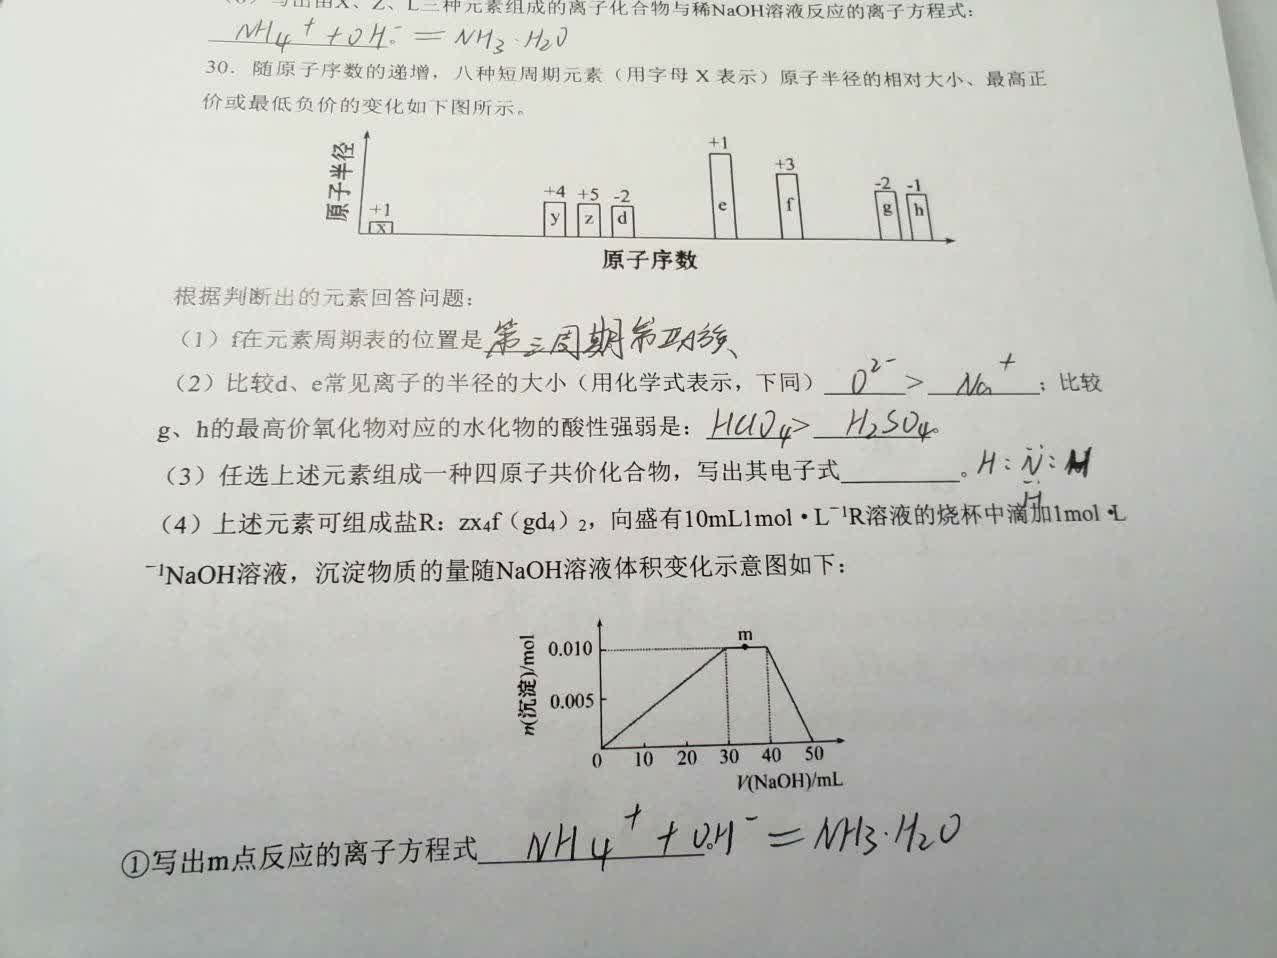 写出由X、Z、L三种元素组成的离子化合物与稀NaOH溶液反应的离子方程式：
NH₄⁺ + OH⁻ = NH₃·H₂O
30．随原子序数的递增，八种短周期元素（用字母 X 表示）原子半径的相对大小、最高正
价或最低负价的变化如下图所示。
原子半径
+1 +4 +5 -2 +1 +3 -2 -1
x y z d e f g h
原子序数
根据判断出的元素回答问题：
（1）f在元素周期表的位置是 第三周期第ⅢA族、
（2）比较d、e常见离子的半径的大小（用化学式表示，下同） O²⁻ > Na⁺ ；比较
g、h的最高价氧化物对应的水化物的酸性强弱是： HClO₄ > H₂SO₄。
（3）任选上述元素组成一种四原子共价化合物，写出其电子式________。 H:N:H
H
（4）上述元素可组成盐R：zx₄f（gd₄）₂，向盛有10mL1mol·L⁻¹R溶液的烧杯中滴加1mol·L
⁻¹NaOH溶液，沉淀物质的量随NaOH溶液体积变化示意图如下：
n(沉淀)/mol
m
0.010
0.005
0 10 20 30 40 50
V(NaOH)/mL
①写出m点反应的离子方程式 NH₄⁺ + OH⁻ = NH₃·H₂O